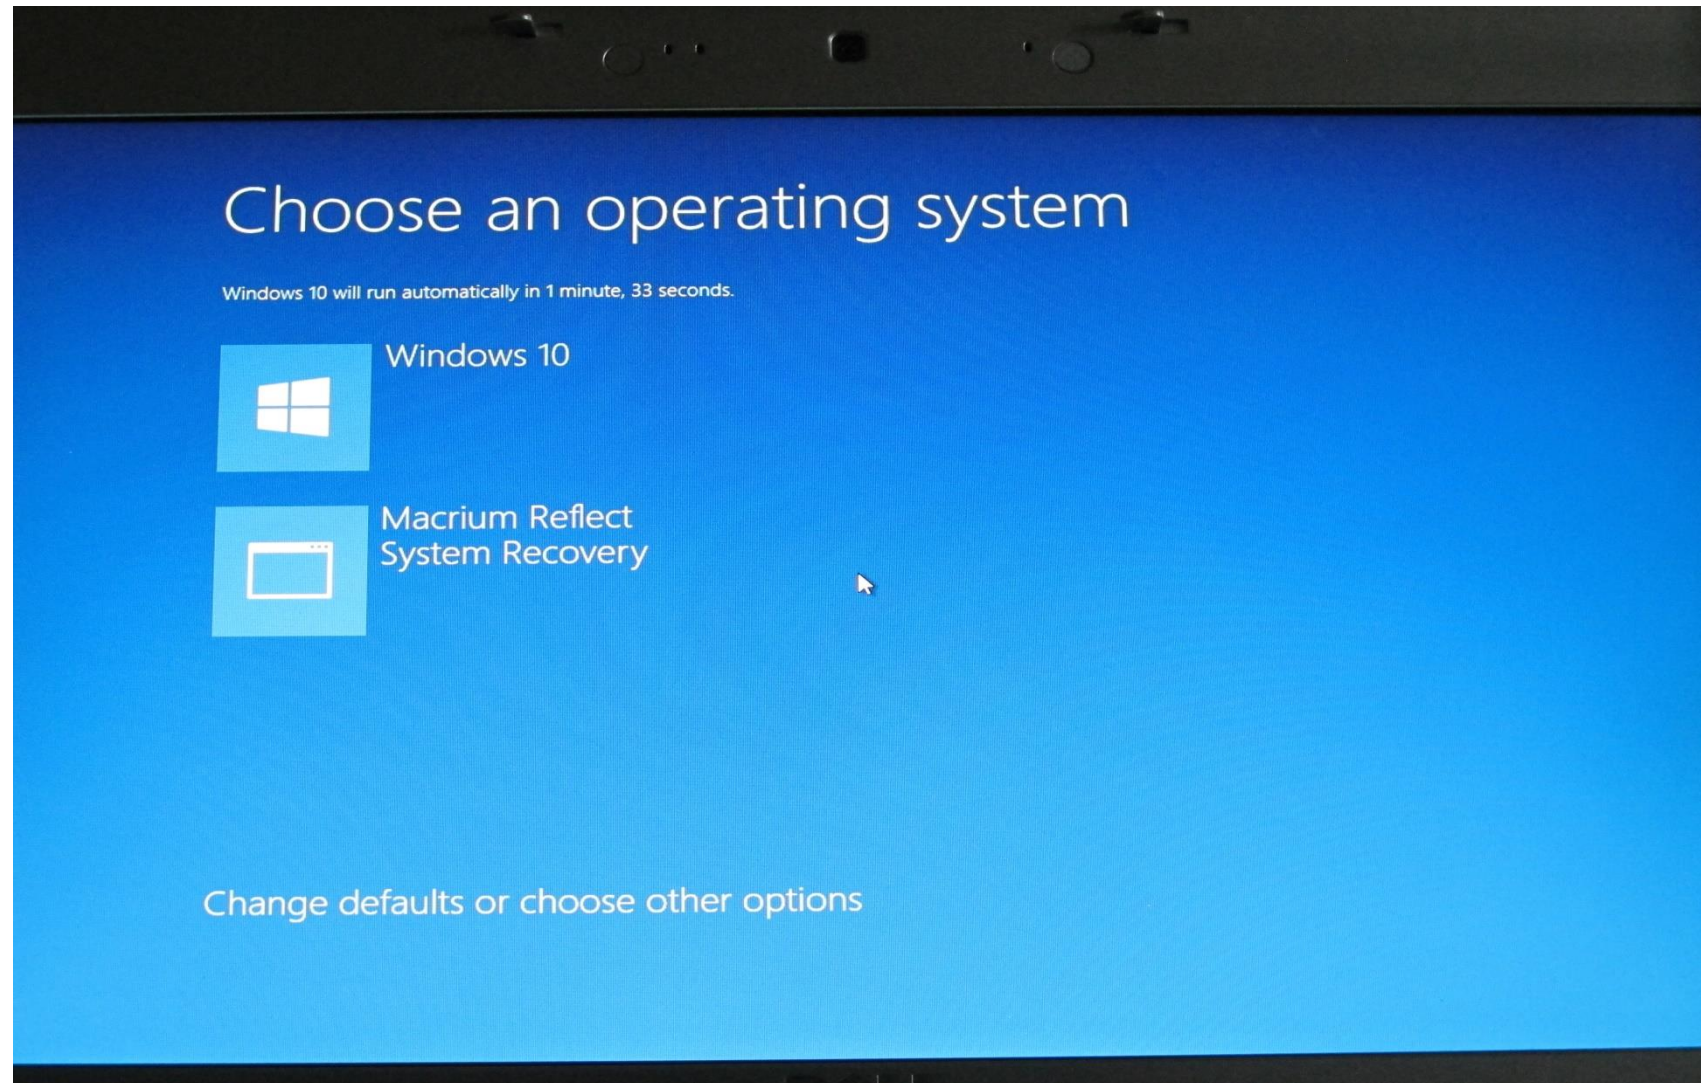 Choose an operating system
Windows 10 will run automatically in 1 minute, 33 seconds.
Windows 10
Macrium Reflect
System Recovery
Change defaults or choose other options